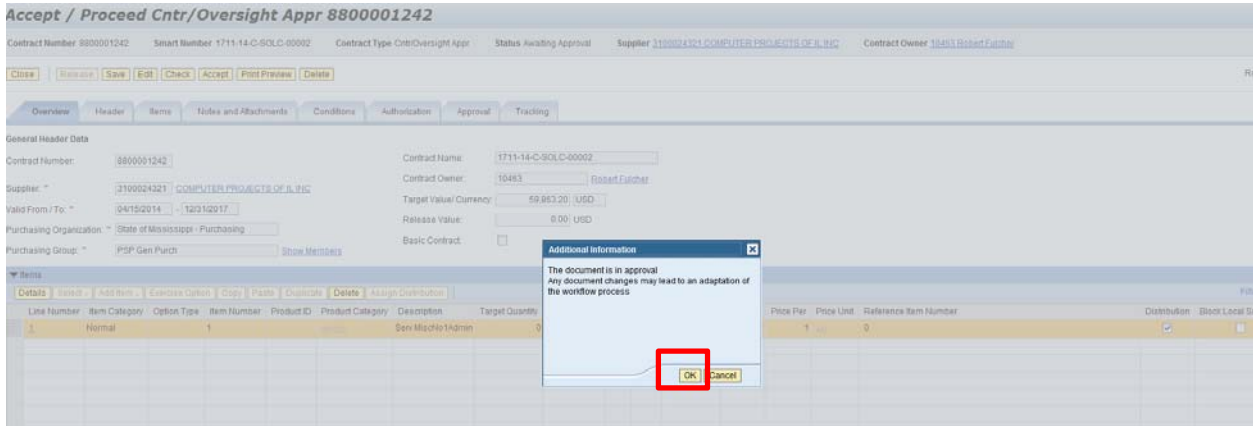 Accept / Proceed Cntr/Oversight Appr 8800001242
Contract Number 8800001242 Smart Number 1711-14-C-SOLC-00002 Contract Type Cntr/Oversight Appr Status Awaiting Approval Supplier 3100024321 COMPUTER PROJECTS OF IL INC Contract Owner 10463 Robert Fulcher
Close Release Save Edit Check Accept Print Preview Delete
Overview Header Items Notes and Attachments Conditions Authorization Approval Tracking
General Header Data
Contract Number: 8800001242 Contract Name: 1711-14-C-SOLC-00002
Contract Owner: 10463 Robert Fulcher
Supplier: * 3100024321 COMPUTER PROJECTS OF IL INC
Target Value/ Currency: 59,963.20 USD
Valid From / To: * 04/15/2014 - 12/31/2017
Release Value: 0.00 USD
Purchasing Organization: * State of Mississippi - Purchasing
Basic Contract:
Purchasing Group: * PSP Gen Purch Show Members
Additional Information
The document is in approval
Any document changes may lead to an adaptation of
the workflow process
OK Cancel
Items
Details Select Add Item Exercise Option Copy Paste Duplicate Delete Assign Distribution
Line Number Item Category Option Type Item Number Product ID Product Category Description Target Quantity Price Per Price Unit Reference Item Number Distribution Block Local
1 Normal 1 Serv MiscNo1Admin 0 1 0